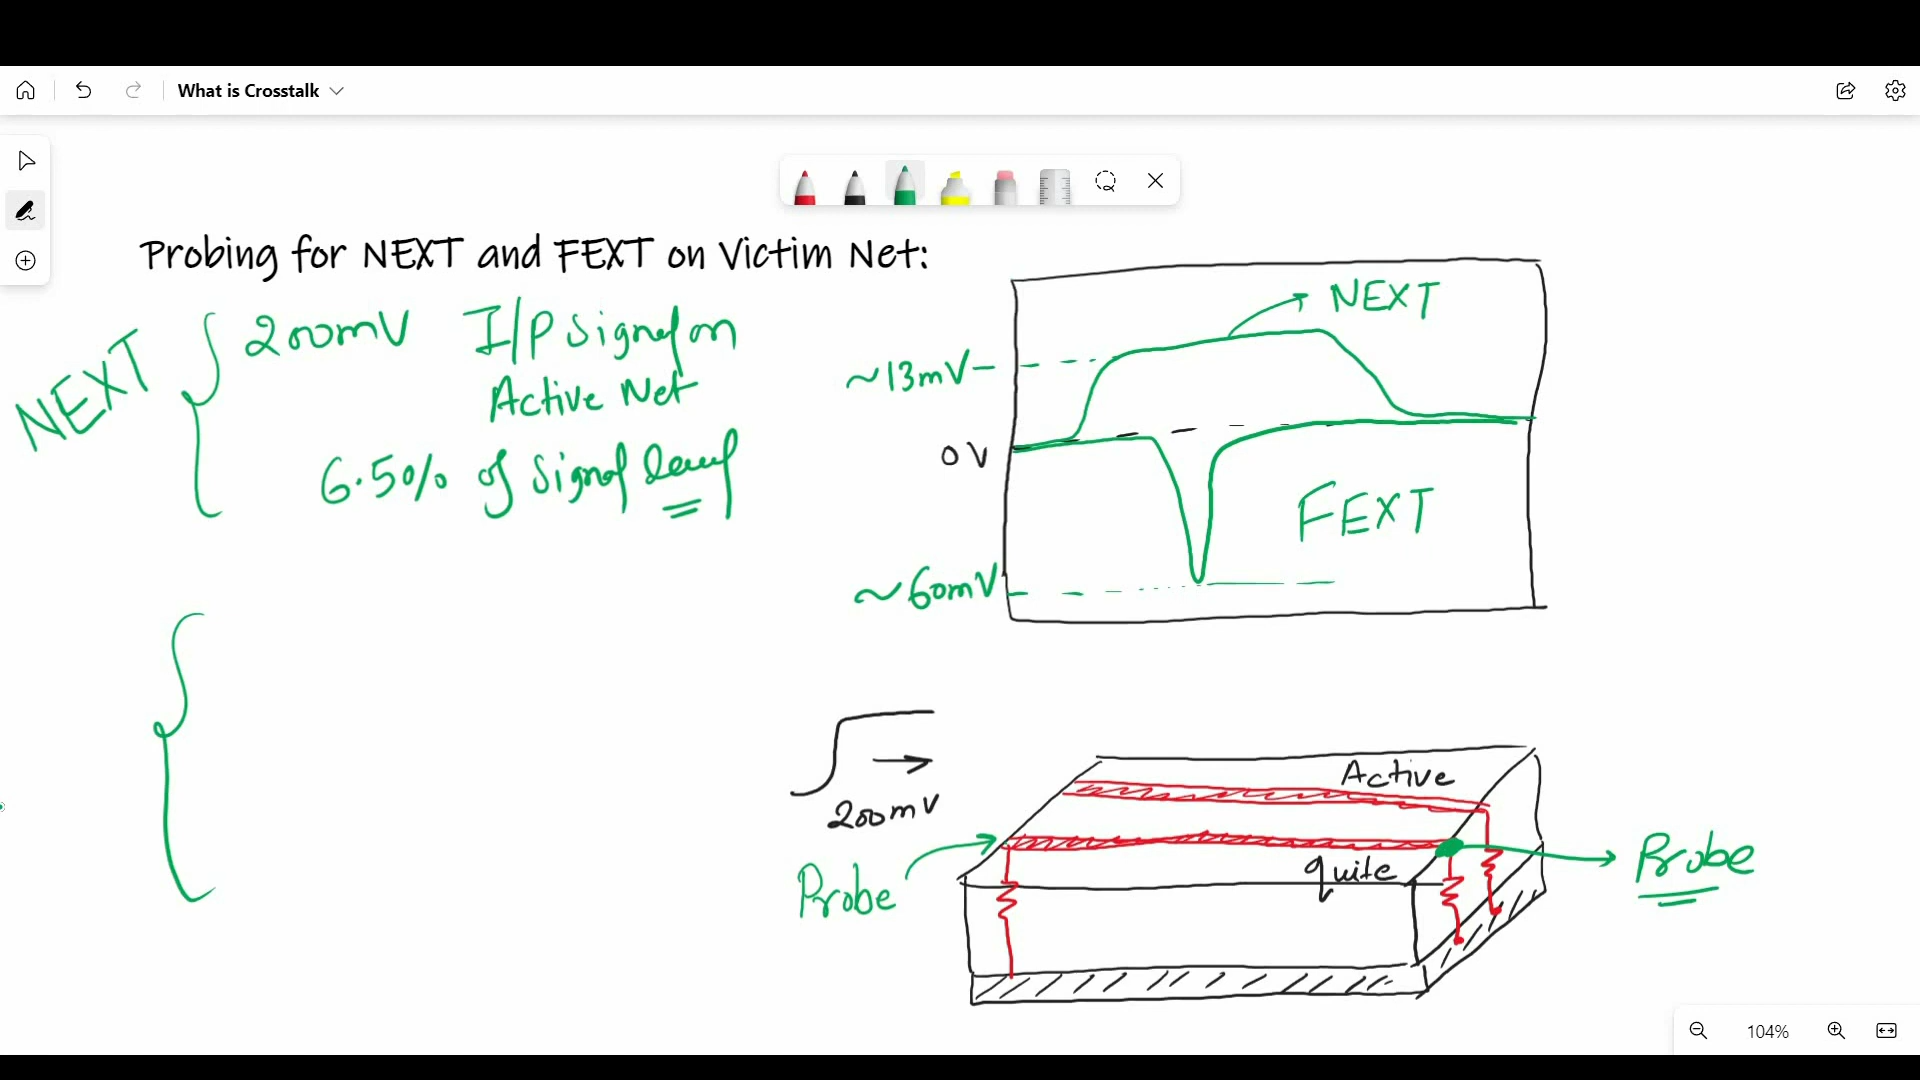 What is Crosstalk
Probing for NEXT and FEXT on Victim Net:
NEXT
200mV I/P Signal on
Active Net
6.5% of Signal level
NEXT
~13mV
0V
FEXT
~60mV
200mV
Active
quite
Probe
Probe
104%